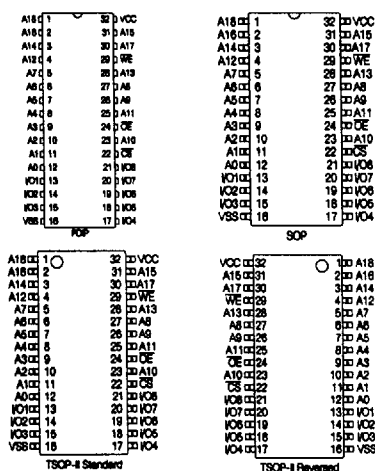 A18 1 32 VCC
A16 2 31 A15
A14 3 30 A17
A12 4 29 WE
A7 5 28 A13
A6 6 27 A8
A5 7 26 A9
A4 8 25 A11
A3 9 24 OE
A2 10 23 A10
A1 11 22 CS
A0 12 21 I/O8
I/O1 13 20 I/O7
I/O2 14 19 I/O6
I/O3 15 18 I/O5
VSS 16 17 I/O4
PDIP
A18 1 32 VCC
A16 2 31 A15
A14 3 30 A17
A12 4 29 WE
A7 5 28 A13
A6 6 27 A8
A5 7 26 A9
A4 8 25 A11
A3 9 24 OE
A2 10 23 A10
A1 11 22 CS
A0 12 21 I/O8
I/O1 13 20 I/O7
I/O2 14 19 I/O6
I/O3 15 18 I/O5
VSS 16 17 I/O4
SOP
A18 1 32 VCC
A16 2 31 A15
A14 3 30 A17
A12 4 29 WE
A7 5 28 A13
A6 6 27 A8
A5 7 26 A9
A4 8 25 A11
A3 9 24 OE
A2 10 23 A10
A1 11 22 CS
A0 12 21 I/O8
I/O1 13 20 I/O7
I/O2 14 19 I/O6
I/O3 15 18 I/O5
VSS 16 17 I/O4
TSOP-II Standard
VCC 32 1 A18
A15 31 2 A16
A17 30 3 A14
WE 29 4 A12
A13 28 5 A7
A8 27 6 A6
A9 26 7 A5
A11 25 8 A4
OE 24 9 A3
A10 23 10 A2
CS 22 11 A1
I/O8 21 12 A0
I/O7 20 13 I/O1
I/O6 19 14 I/O2
I/O5 18 15 I/O3
I/O4 17 16 VSS
TSOP-II Reversed